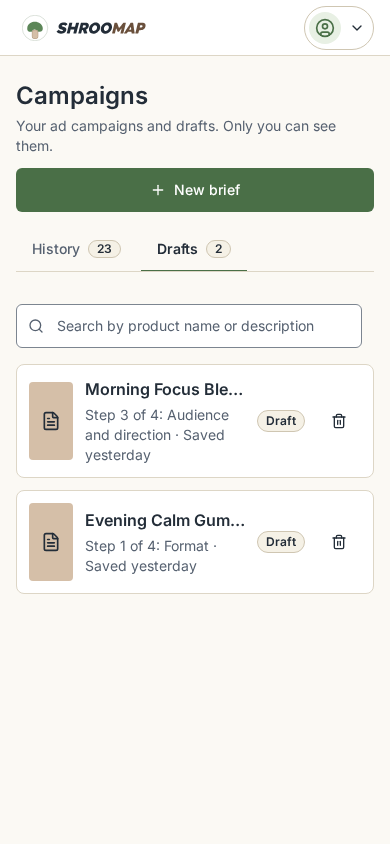 SHROOMAP
Campaigns
Your ad campaigns and drafts. Only you can see
them.
New brief
History 23 Drafts 2
Search by product name or description
Morning Focus Ble...
Step 3 of 4: Audience
and direction · Saved
yesterday
Draft
Evening Calm Gum...
Step 1 of 4: Format ·
Saved yesterday
Draft